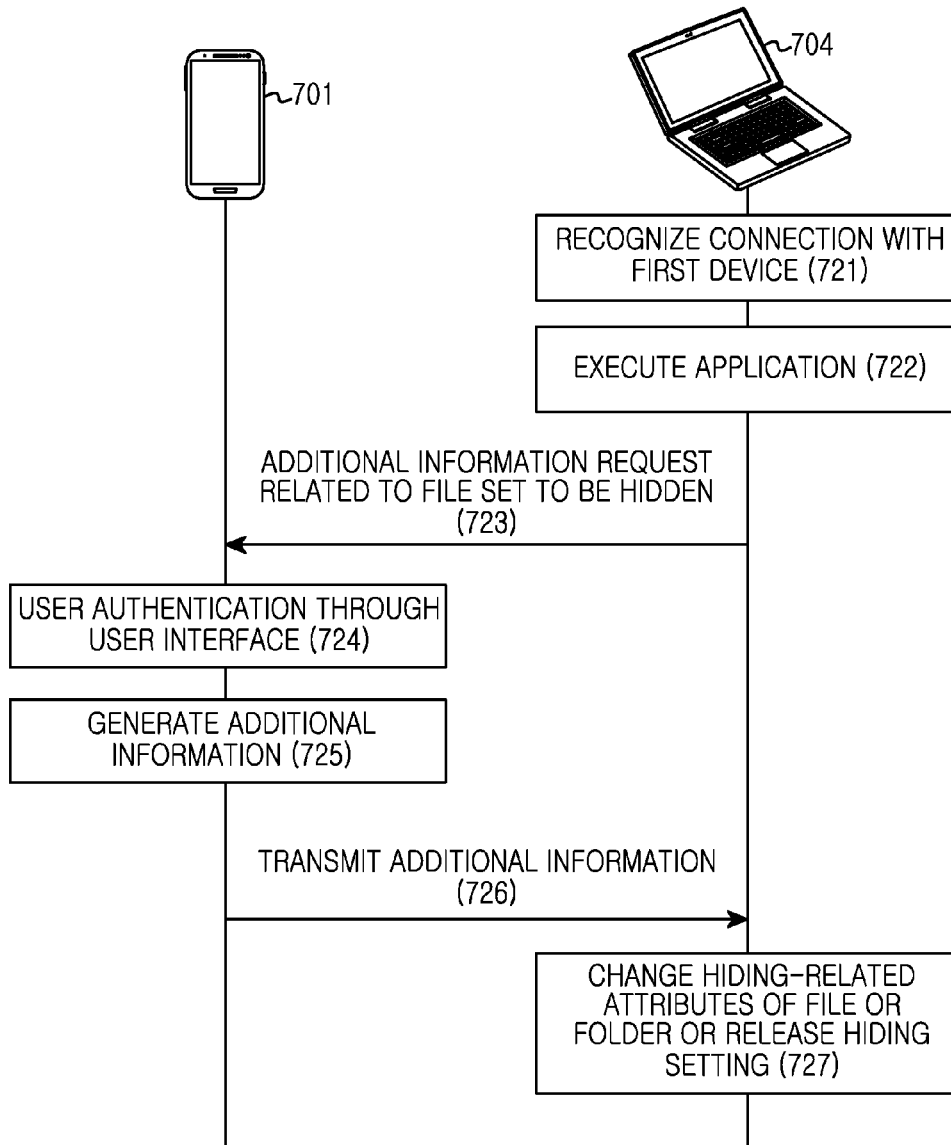 701
704
RECOGNIZE CONNECTION WITH
FIRST DEVICE (721)
EXECUTE APPLICATION (722)
ADDITIONAL INFORMATION REQUEST
RELATED TO FILE SET TO BE HIDDEN
(723)
USER AUTHENTICATION THROUGH
USER INTERFACE (724)
GENERATE ADDITIONAL
INFORMATION (725)
TRANSMIT ADDITIONAL INFORMATION
(726)
CHANGE HIDING-RELATED
ATTRIBUTES OF FILE OR
FOLDER OR RELEASE HIDING
SETTING (727)